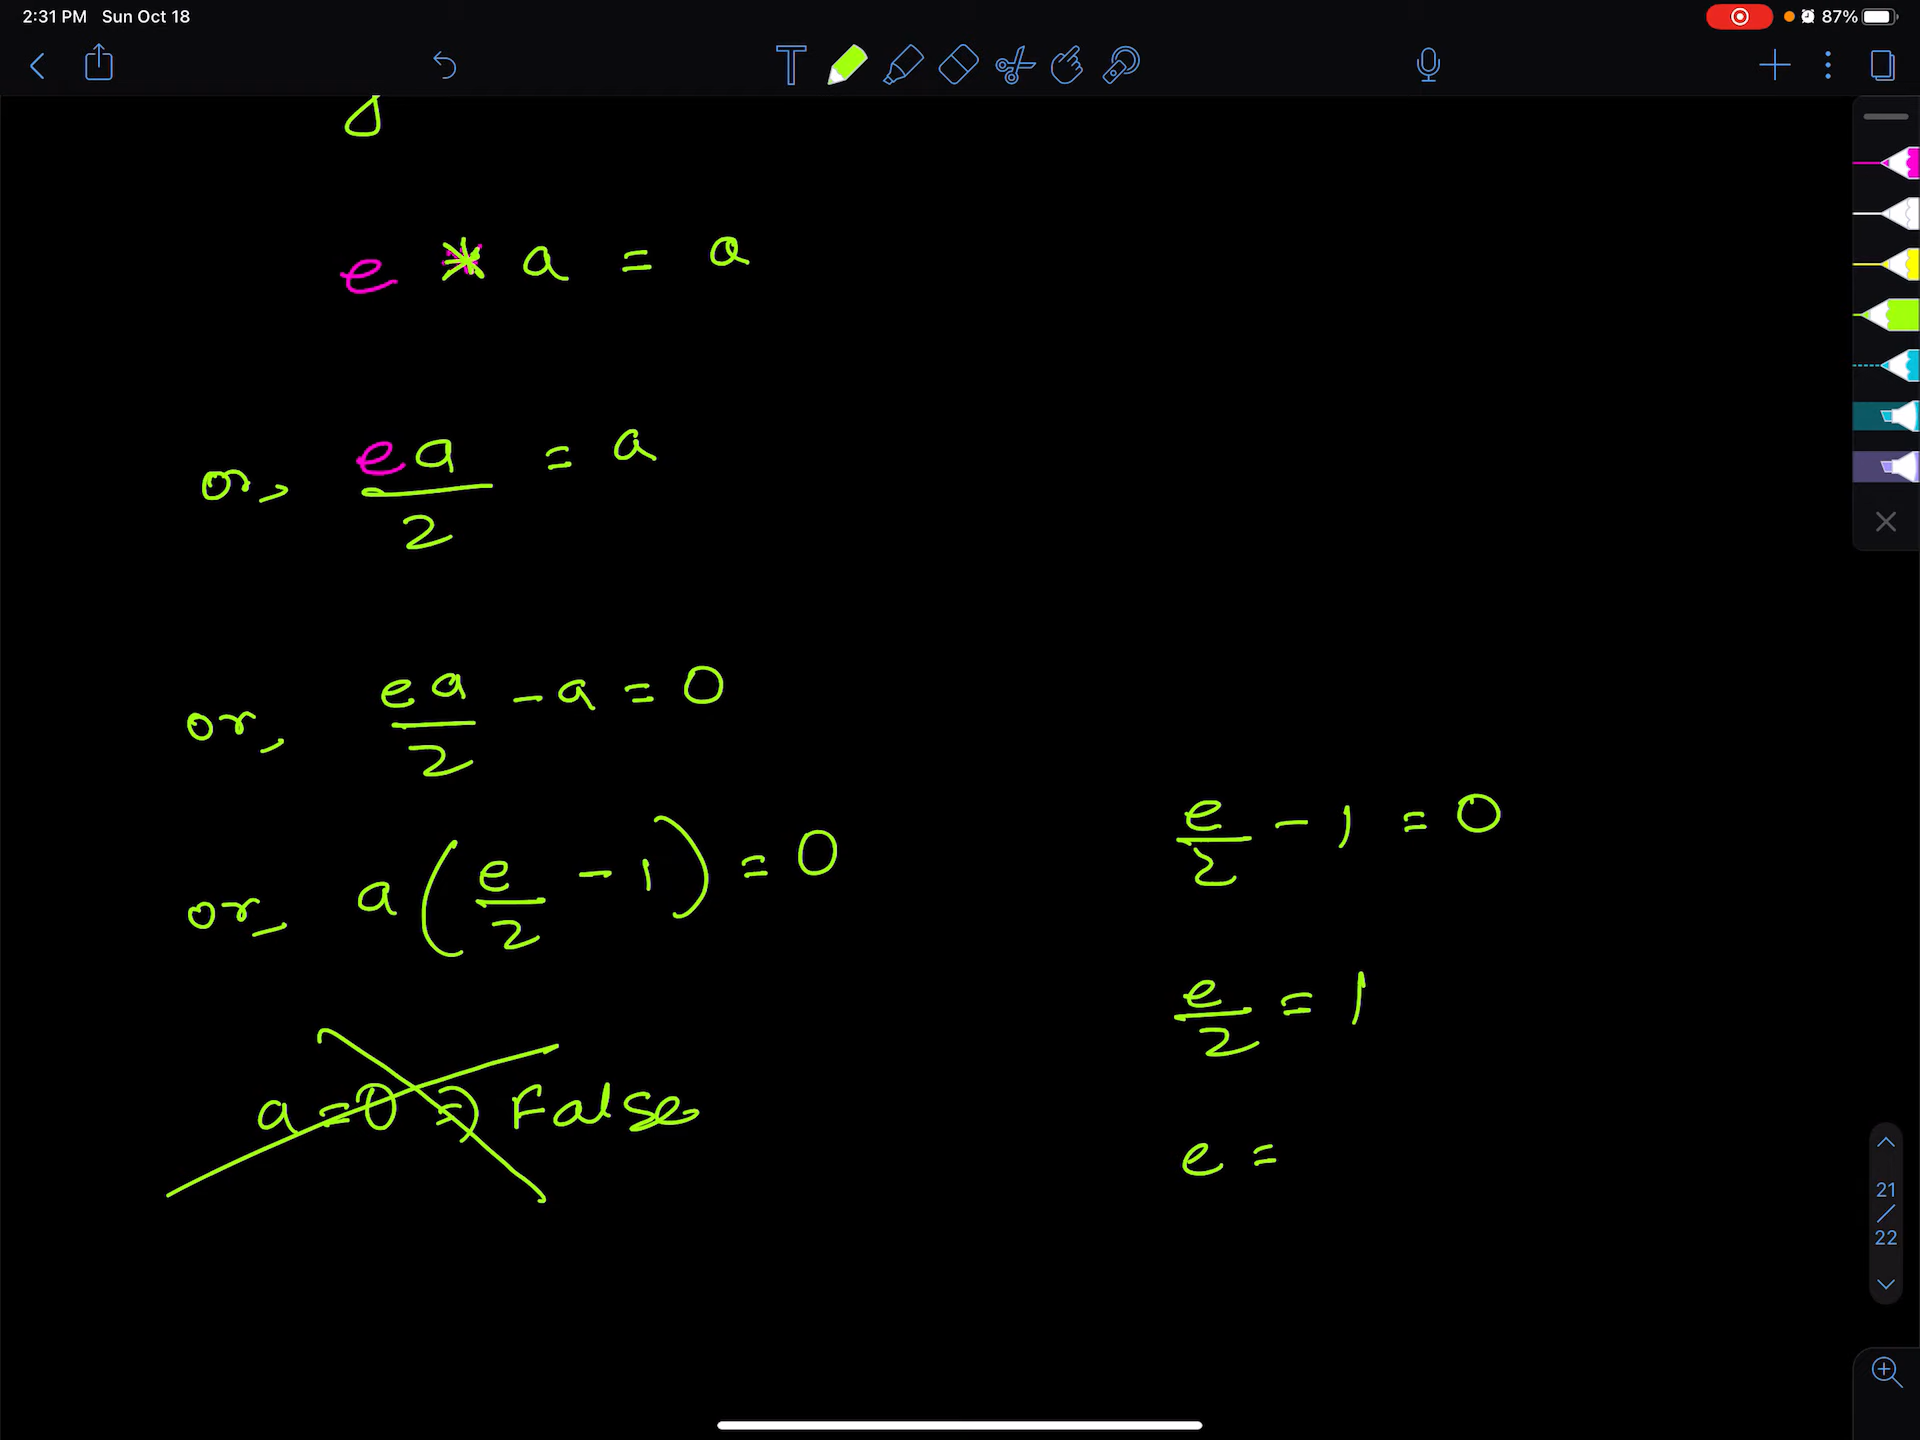 2:31 PM Sun Oct 18
87%
T
e * a = a
or, ea/2 = a
or, ea/2 - a = 0
or, a(e/2 - 1) = 0
a = 0 ⇒ False
e/2 - 1 = 0
e/2 = 1
e =
21
/
22